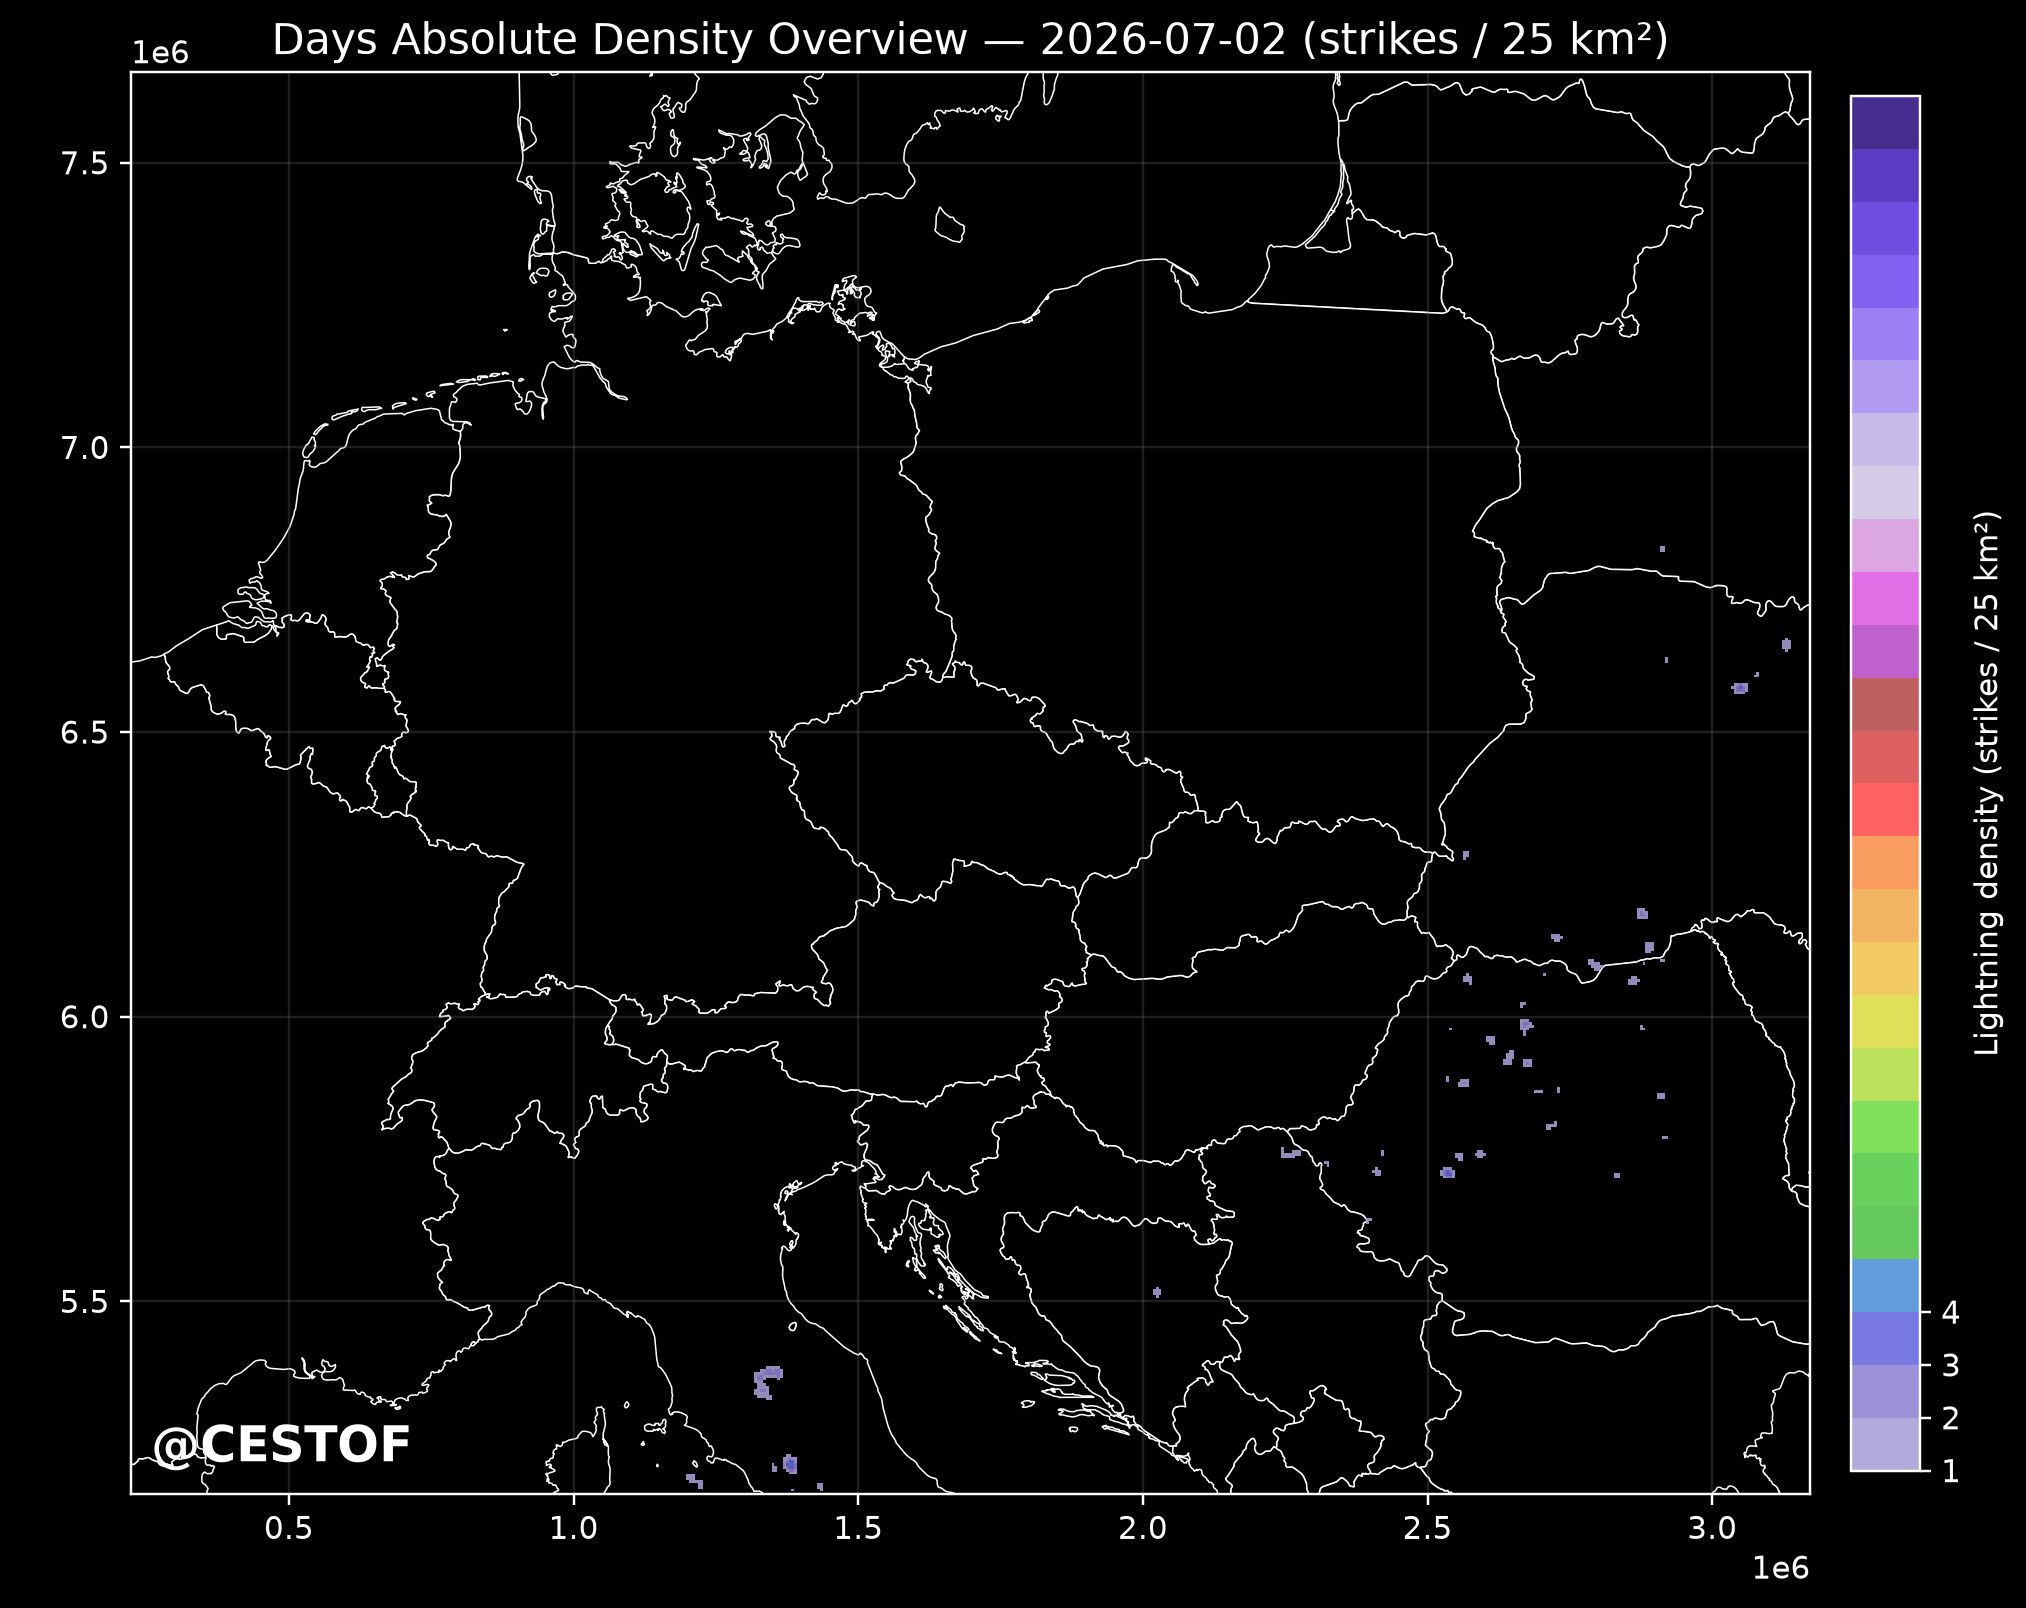 Days Absolute Density Overview — 2026-07-02 (strikes / 25 km²)
1e6
7.5
7.0
6.5
6.0
5.5
0.5 1.0 1.5 2.0 2.5 3.0
1e6
@CESTOF
4
3
2
1
Lightning density (strikes / 25 km²)